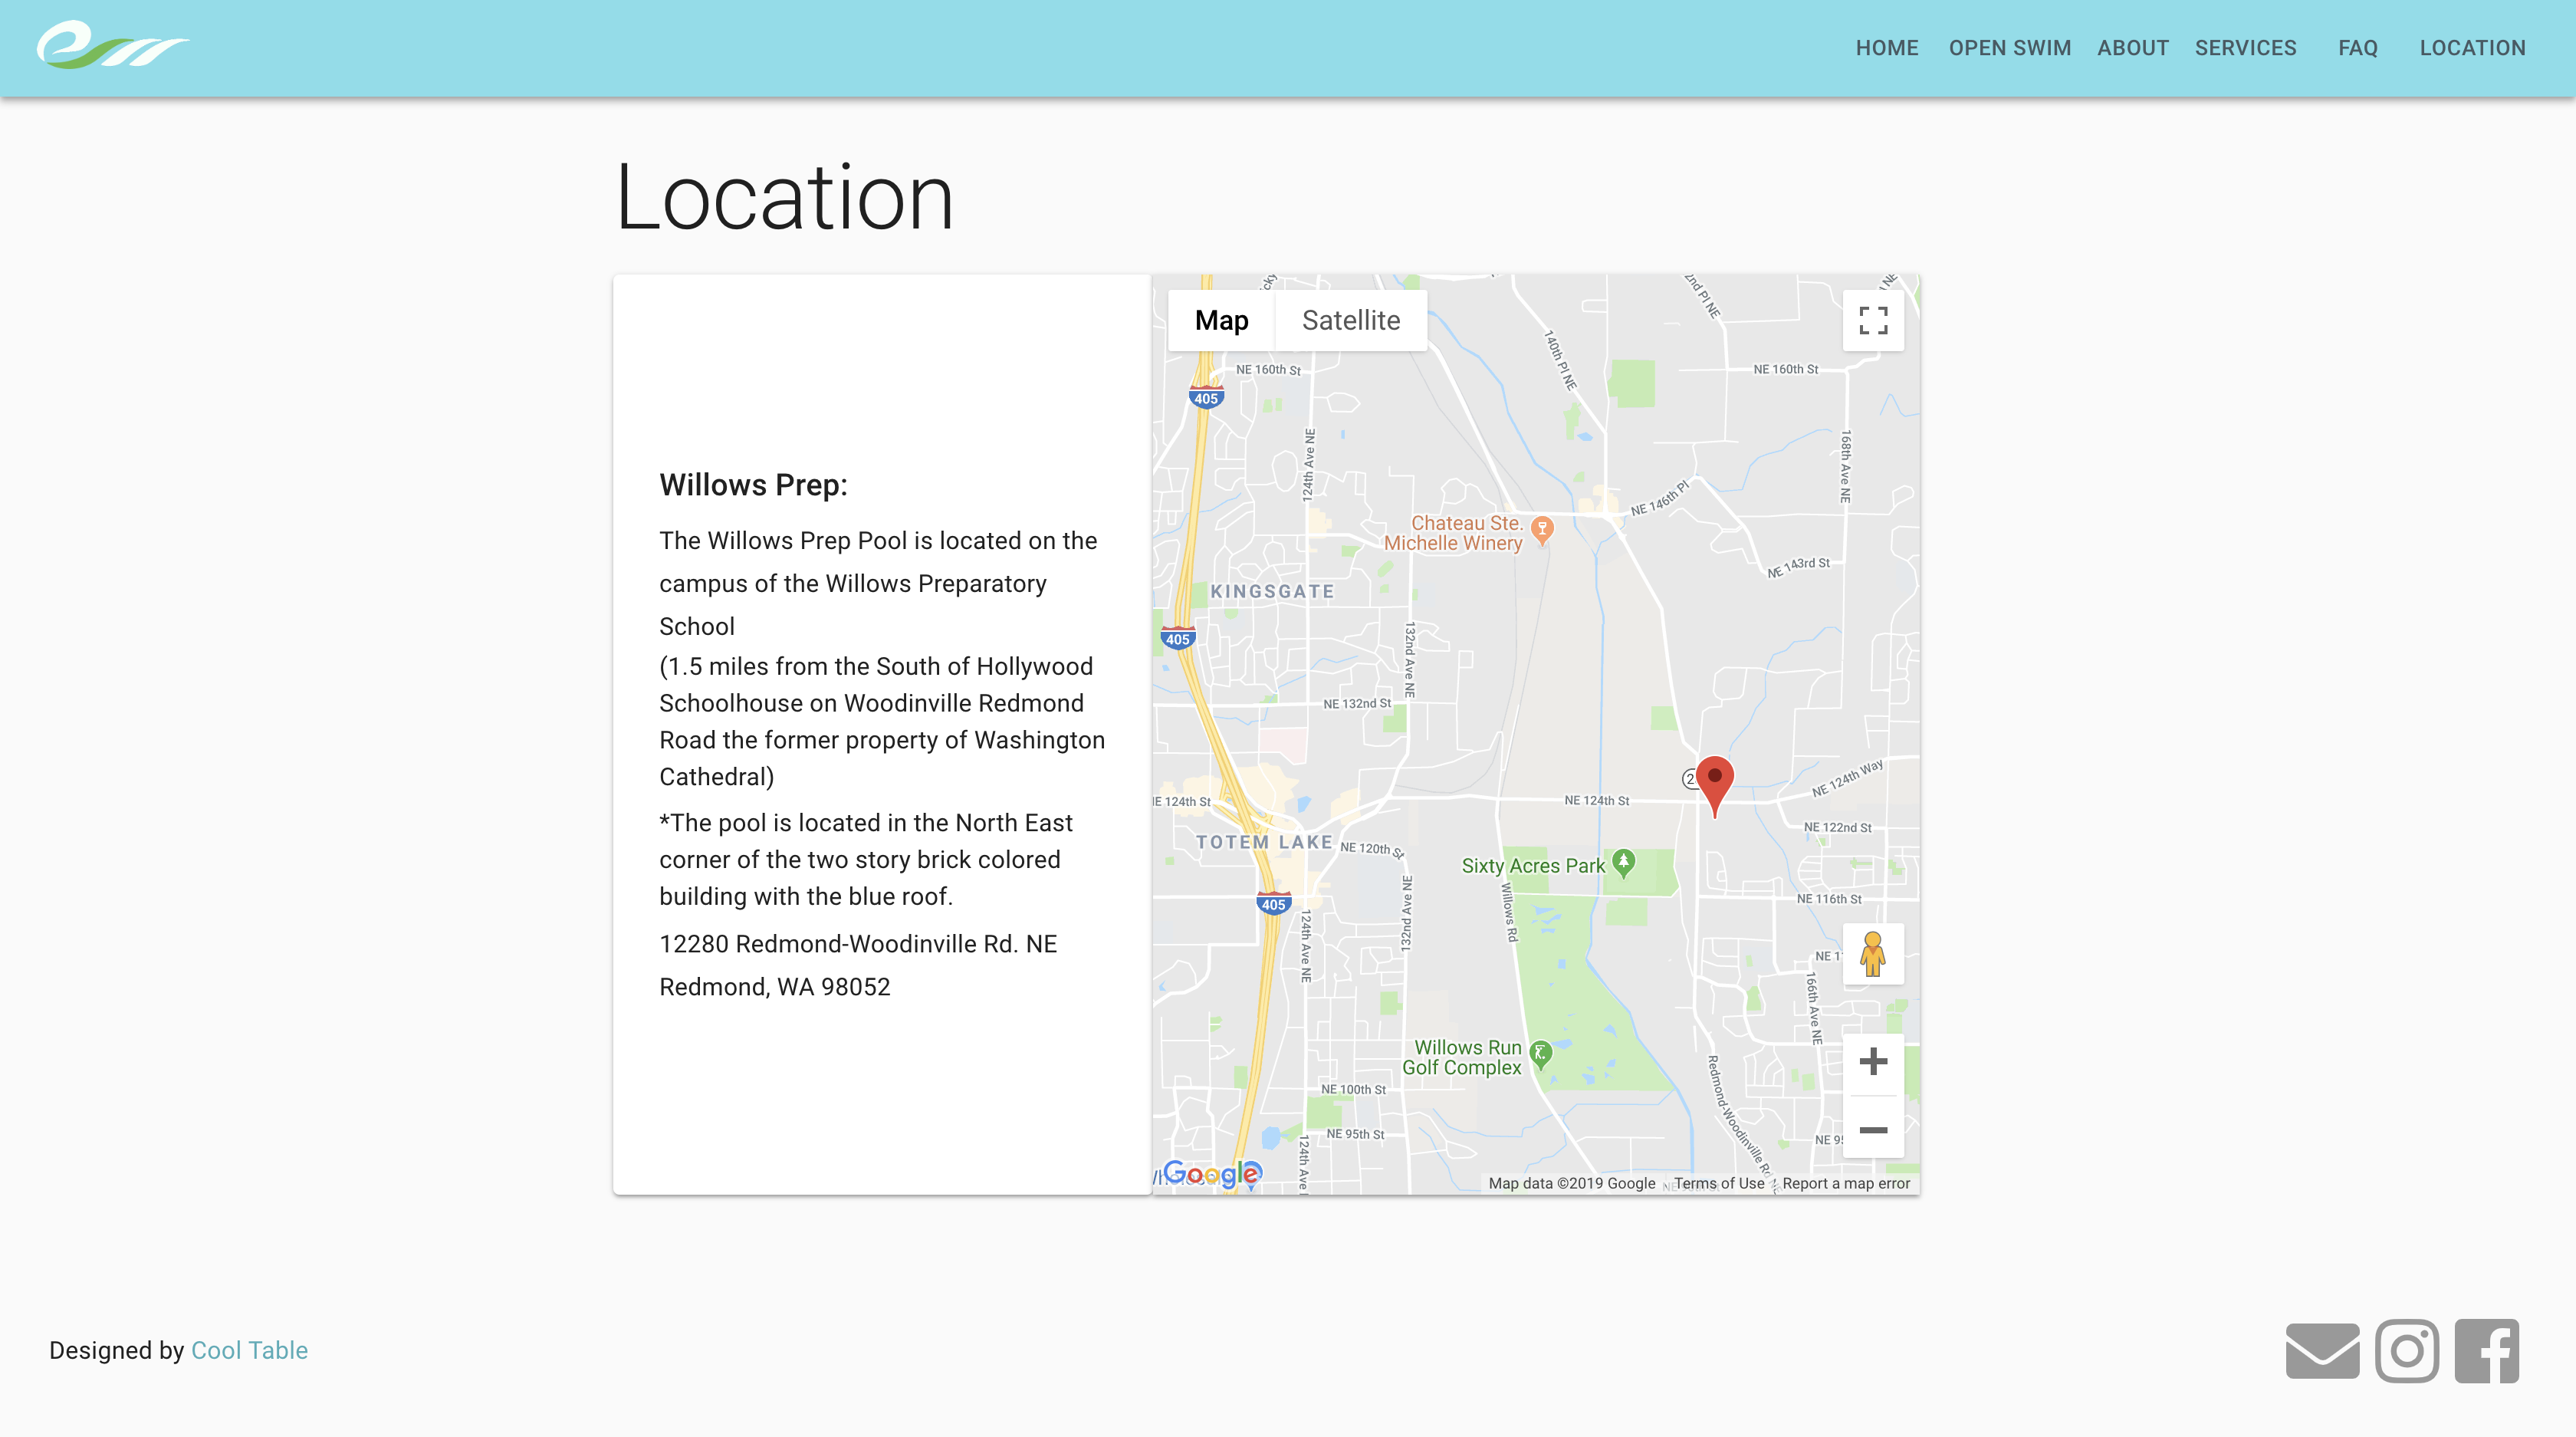 HOME OPEN SWIM ABOUT SERVICES FAQ LOCATION
Location
Willows Prep:
The Willows Prep Pool is located on the
campus of the Willows Preparatory
School
(1.5 miles from the South of Hollywood
Schoolhouse on Woodinville Redmond
Road the former property of Washington
Cathedral)
*The pool is located in the North East
corner of the two story brick colored
building with the blue roof.
12280 Redmond-Woodinville Rd. NE
Redmond, WA 98052
Map Satellite
NE 160th St
405
140th Pl NE
NE 160th St
124th Ave NE
168th Ave NE
NE 146th Pl
Chateau Ste.
Michelle Winery
NE 143rd St
KINGSGATE
405
132nd Ave NE
NE 132nd St
NE 124th Way
NE 124th St
NE 124th St
NE 122nd St
TOTEM LAKE
NE 120th St
Sixty Acres Park
405
132nd Ave NE
Willows Rd
NE 116th St
124th Ave NE
166th Ave NE
Willows Run
Golf Complex
NE 100th St
Redmond-Woodinville Rd
NE 95th St
124th Ave
Google
Map data ©2019 Google Terms of Use Report a map error
Designed by Cool Table